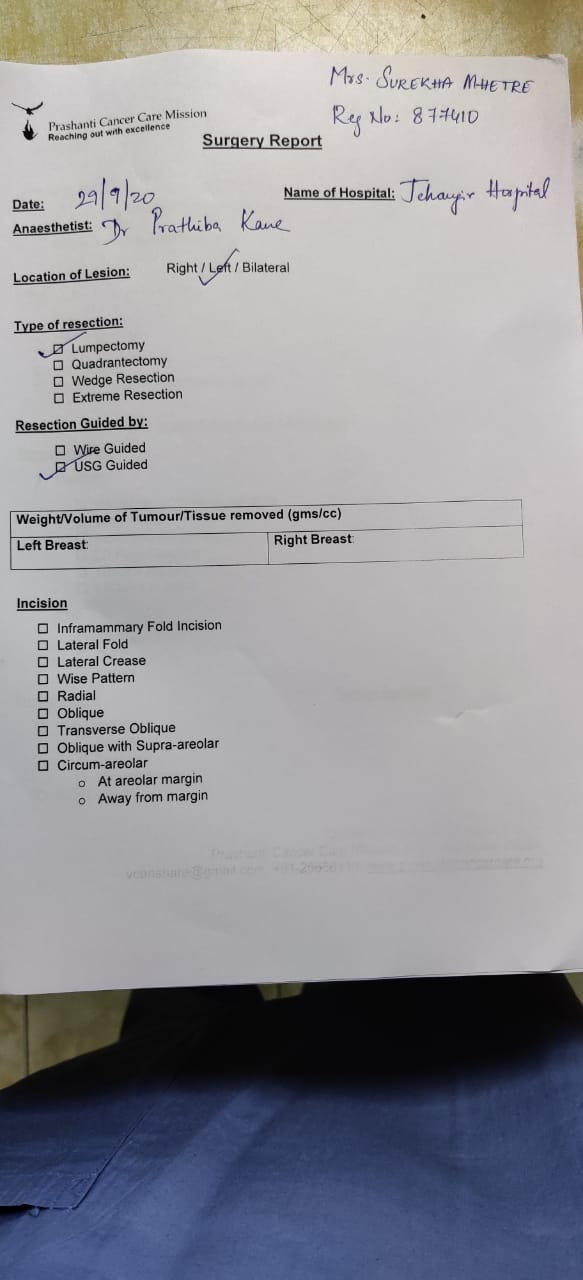 Mrs. SUREKHA MHETRE
Reg No: 877410
Prashanti Cancer Care Mission
Reaching out with excellence
Surgery Report
Date: 29/9/20
Name of Hospital: Jehangir Hospital
Anaesthetist: Dr Prathiba Kane
Location of Lesion: Right / Left / Bilateral
Type of resection:
Lumpectomy
Quadrantectomy
Wedge Resection
Extreme Resection
Resection Guided by:
Wire Guided
USG Guided
Weight/Volume of Tumour/Tissue removed (gms/cc)
Left Breast: Right Breast:
Incision
Inframammary Fold Incision
Lateral Fold
Lateral Crease
Wise Pattern
Radial
Oblique
Transverse Oblique
Oblique with Supra-areolar
Circum-areolar
At areolar margin
Away from margin
Prashanti Cancer Care